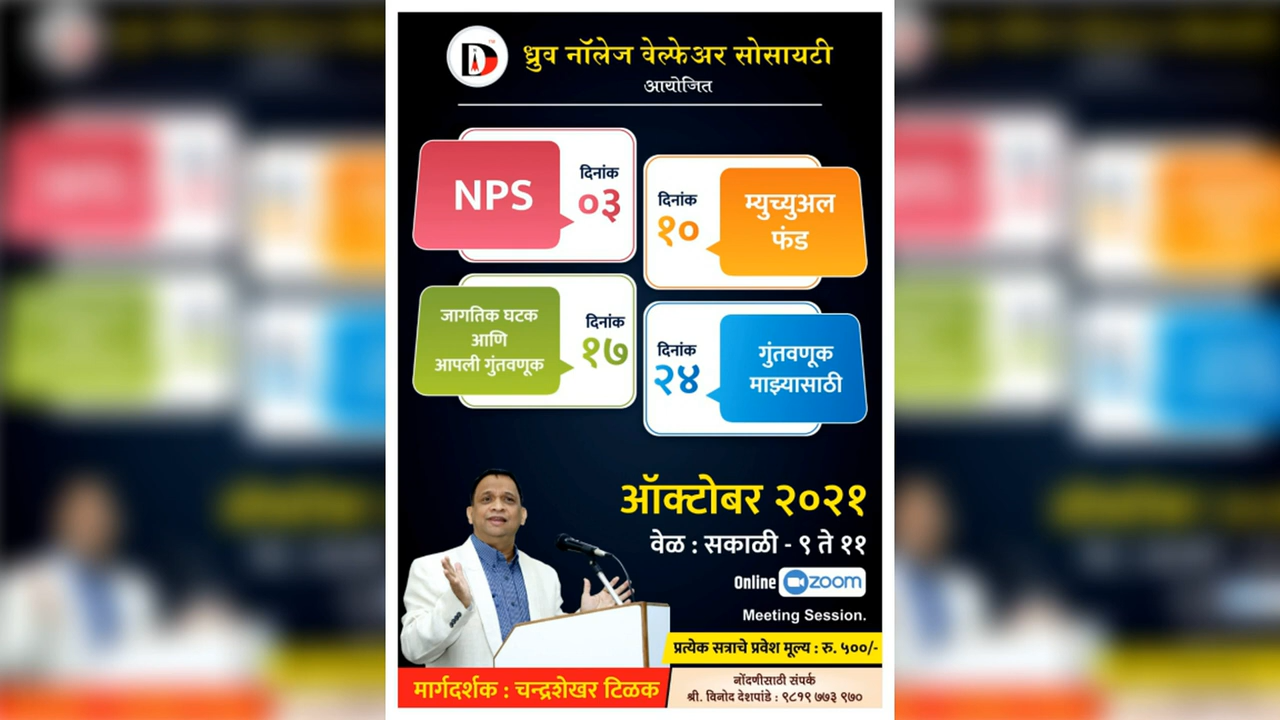 ध्रुव नॉलेज वेल्फेअर सोसायटी
आयोजित
NPS
दिनांक
०३
दिनांक
१०
म्युच्युअल
फंड
जागतिक घटक
आणि
आपली गुंतवणूक
दिनांक
१७
दिनांक
२४
गुंतवणूक
माझ्यासाठी
ऑक्टोबर २०२१
वेळ : सकाळी - ९ ते ११
Online zoom
Meeting Session.
प्रत्येक सत्राचे प्रवेश मूल्य : रु. ५००/-
मार्गदर्शक : चन्द्रशेखर टिळक
नोंदणीसाठी संपर्क
श्री. विनोद देशपांडे : ९८१९ ७७३ ९७०